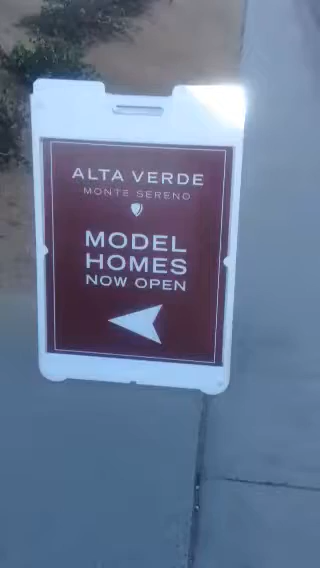 ALTA VERDE
MONTE SERENO
MODEL
HOMES
NOW OPEN